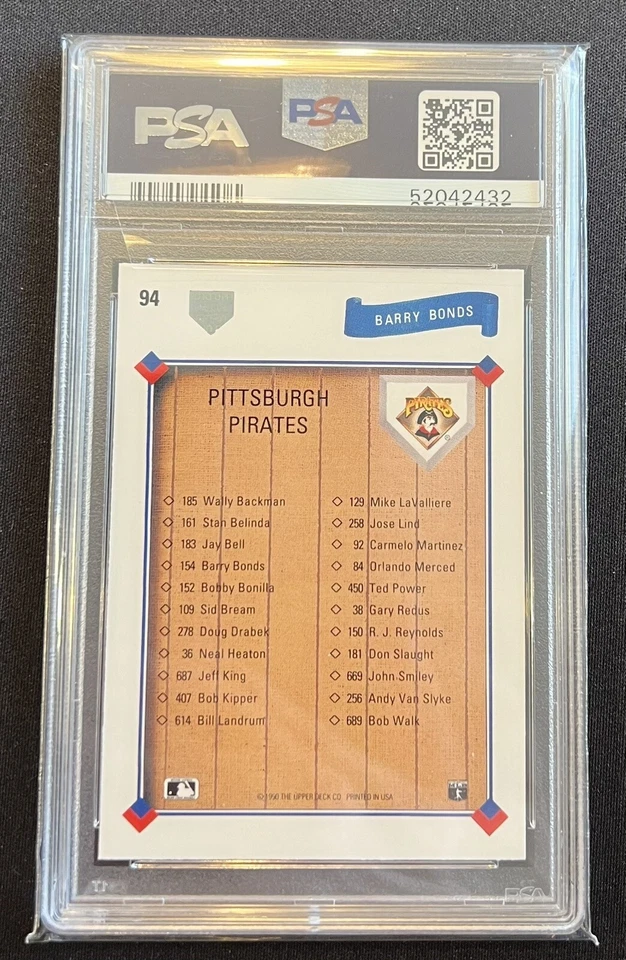 PSA
PSA
52042432
94
BARRY BONDS
PITTSBURGH
PIRATES
PIRATES
185 Wally Backman
161 Stan Belinda
183 Jay Bell
154 Barry Bonds
152 Bobby Bonilla
109 Sid Bream
278 Doug Drabek
36 Neal Heaton
687 Jeff King
407 Bob Kipper
614 Bill Landrum
129 Mike LaValliere
258 Jose Lind
92 Carmelo Martinez
84 Orlando Merced
450 Ted Power
38 Gary Redus
150 R. J. Reynolds
181 Don Slaught
669 John Smiley
256 Andy Van Slyke
689 Bob Walk
© 1990 THE UPPER DECK CO. PRINTED IN USA
PSA